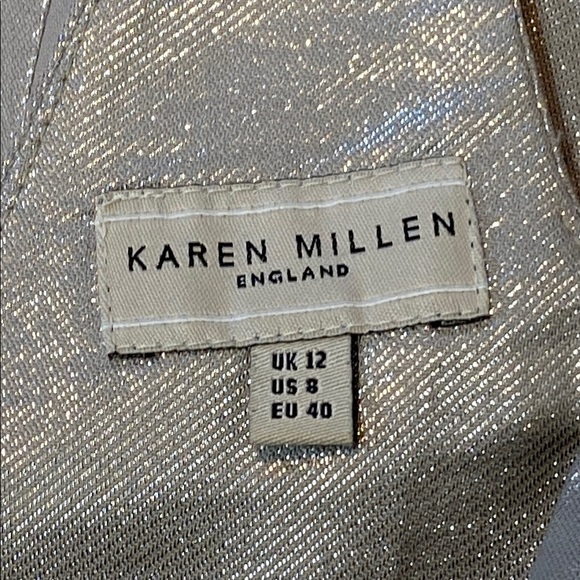 KAREN MILLEN
ENGLAND
UK 12
US 8
EU 40